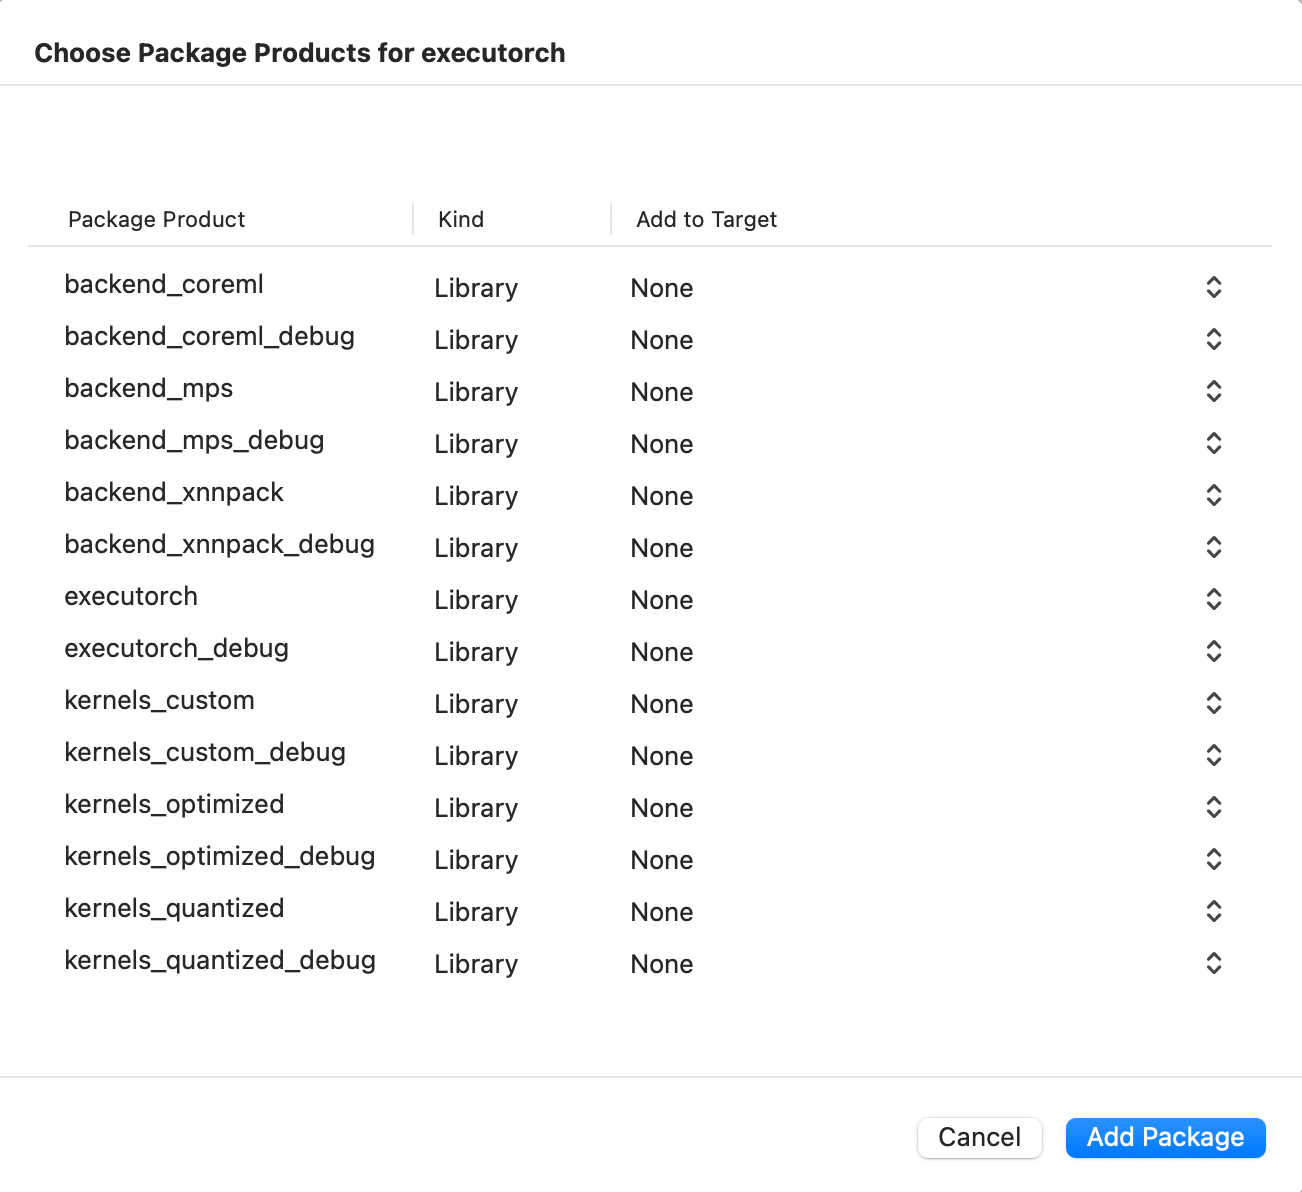 Choose Package Products for executorch
Package Product Kind Add to Target
backend_coreml Library None
backend_coreml_debug Library None
backend_mps Library None
backend_mps_debug Library None
backend_xnnpack Library None
backend_xnnpack_debug Library None
executorch Library None
executorch_debug Library None
kernels_custom Library None
kernels_custom_debug Library None
kernels_optimized Library None
kernels_optimized_debug Library None
kernels_quantized Library None
kernels_quantized_debug Library None
Cancel Add Package